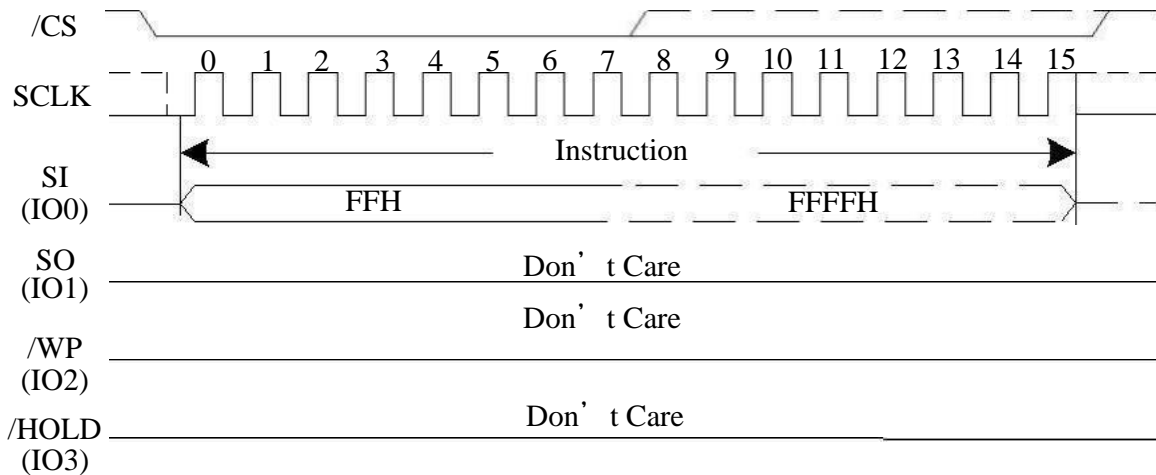 /CS
0 1 2 3 4 5 6 7 8 9 10 11 12 13 14 15
SCLK
Instruction
SI
(IO0)
FFH
FFFFH
SO
(IO1)
Don’t Care
Don’t Care
/WP
(IO2)
Don’t Care
/HOLD
(IO3)